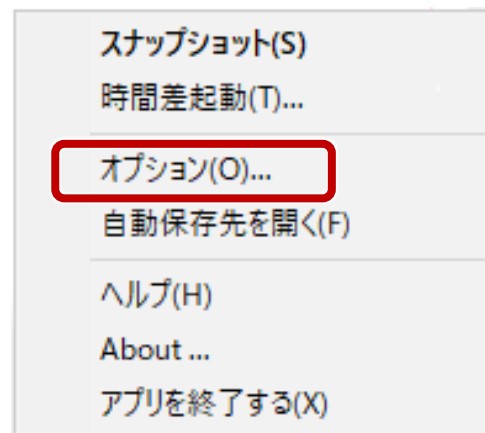 スナップショット(S)
時間差起動(T)...
オプション(O)...
自動保存先を開く(F)
ヘルプ(H)
About ...
アプリを終了する(X)